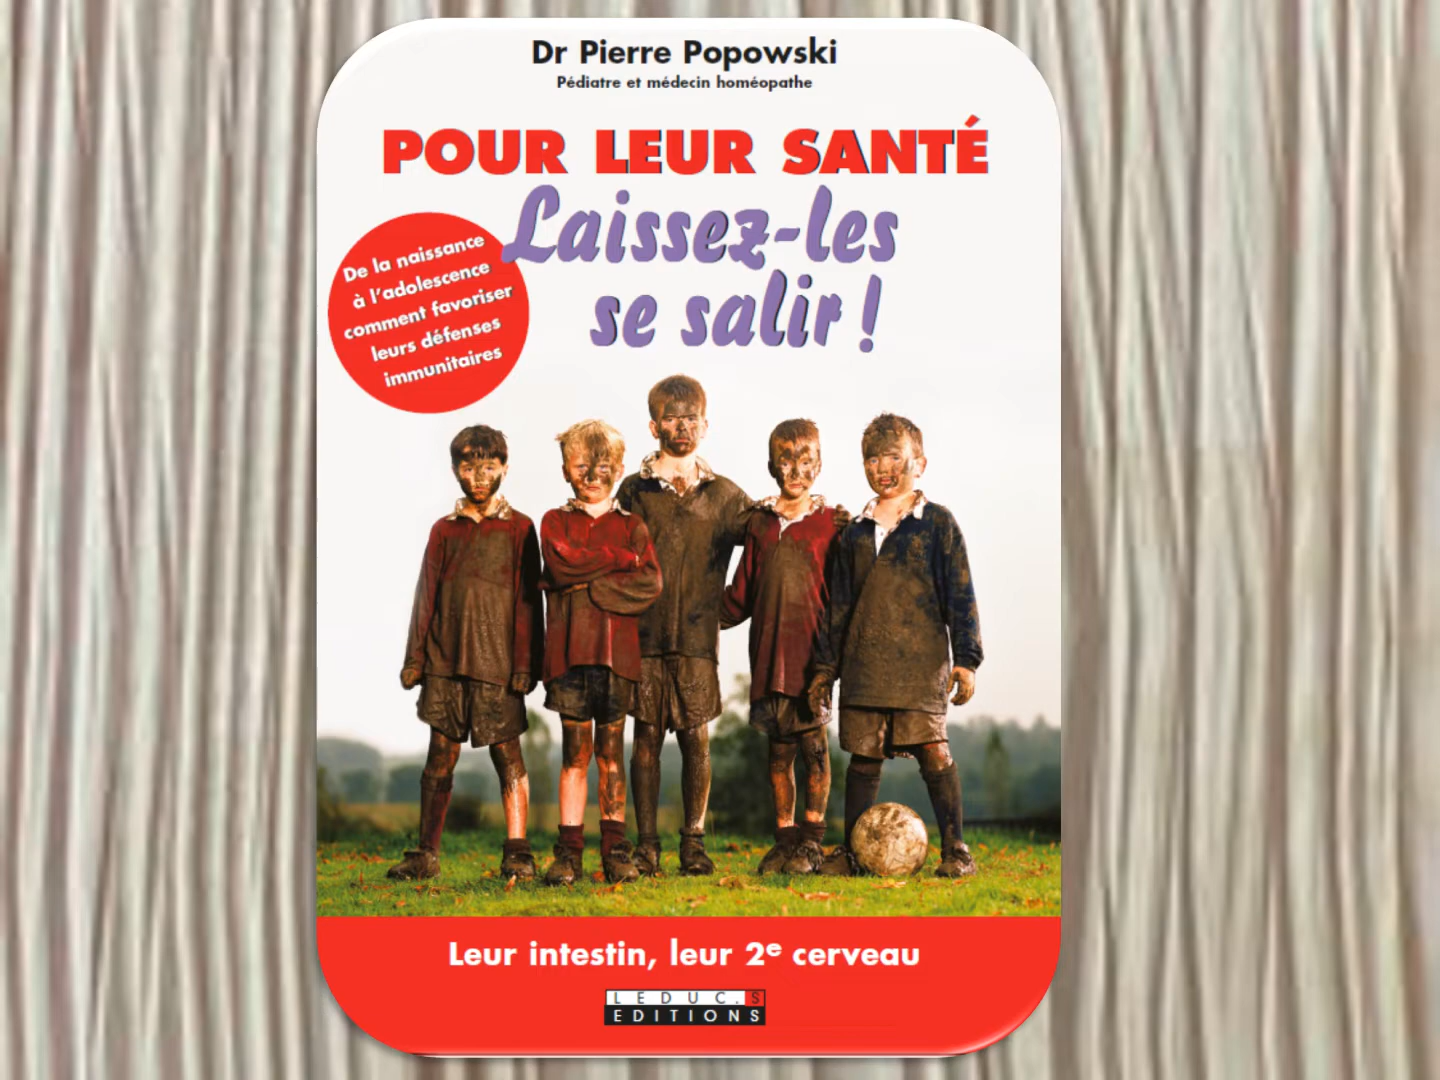 Dr Pierre Popowski
Pédiatre et médecin homéopathe
POUR LEUR SANTÉ
Laissez-les
se salir !
De la naissance
à l'adolescence
comment favoriser
leurs défenses
immunitaires
Leur intestin, leur 2e cerveau
LEDUC.S
EDITIONS